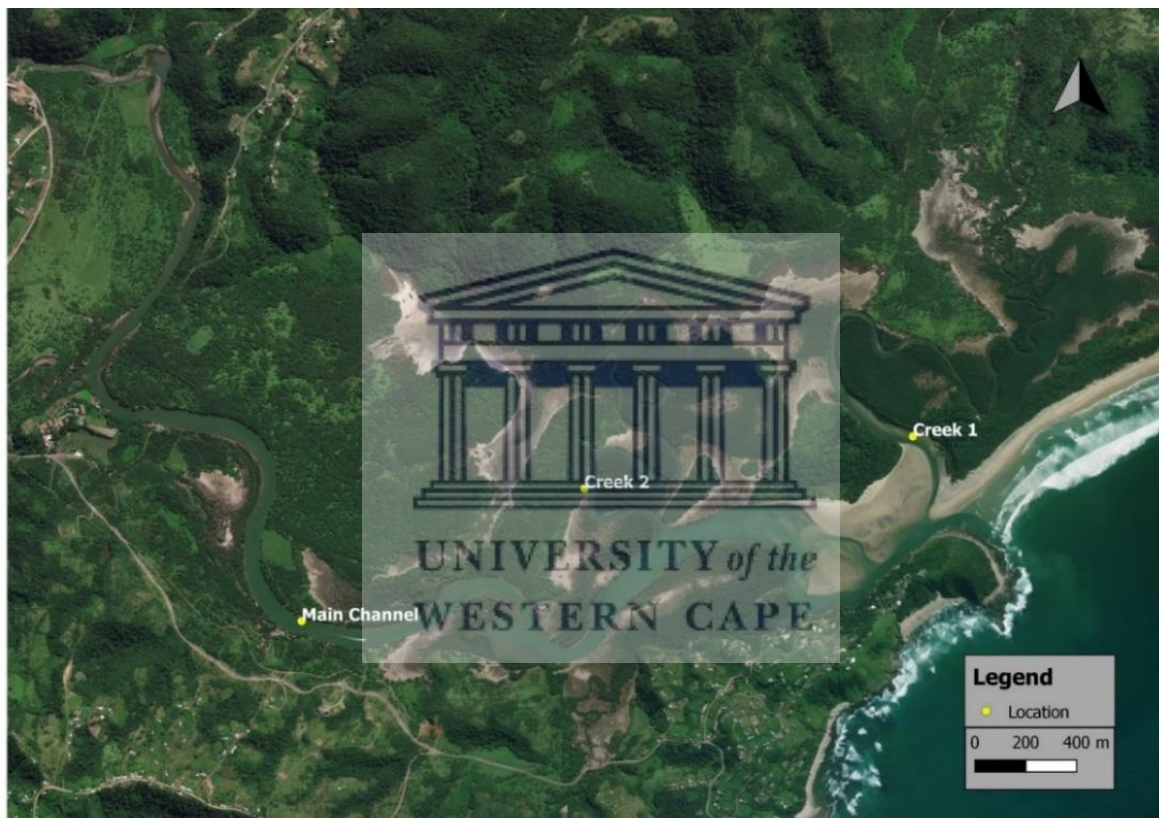 Creek 1
Creek 2
UNIVERSITY of the
WESTERN CAPE
Main Channel
Legend
Location
0 200 400 m